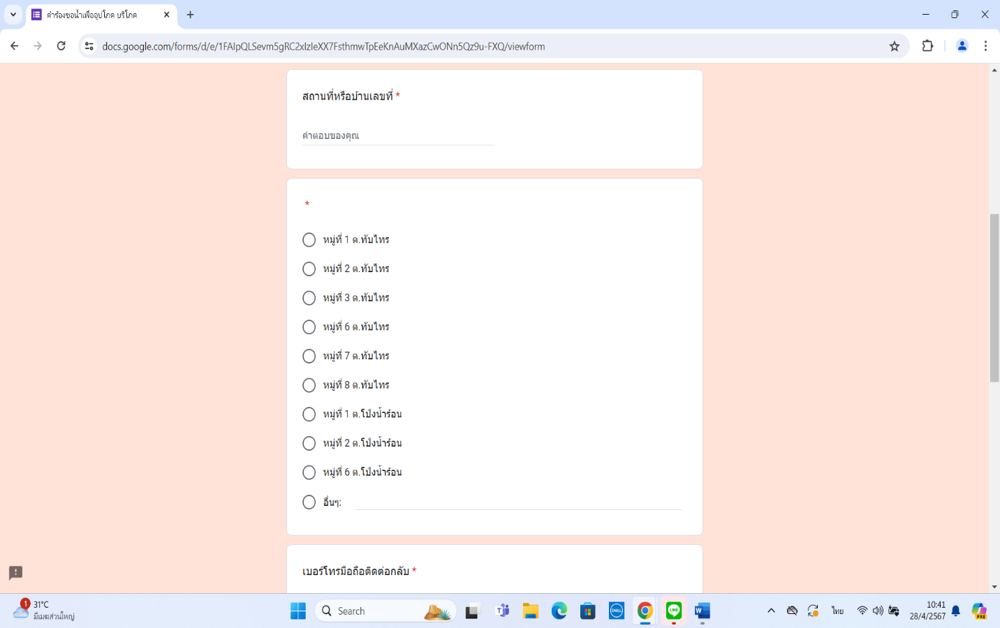 คำร้องขอน้ำเพื่ออุปโภค บริโภค
docs.google.com/forms/d/e/1FAIpQLSevm5gRC2xIzIeXX7FsthmwTpEeKnAuMXazCwONn5Qz9u-FXQ/viewform
สถานที่หรือบ้านเลขที่ *
คำตอบของคุณ
*
หมู่ที่ 1 ต.ทับไทร
หมู่ที่ 2 ต.ทับไทร
หมู่ที่ 3 ต.ทับไทร
หมู่ที่ 6 ต.ทับไทร
หมู่ที่ 7 ต.ทับไทร
หมู่ที่ 8 ต.ทับไทร
หมู่ที่ 1 ต.โป่งน้ำร้อน
หมู่ที่ 2 ต.โป่งน้ำร้อน
หมู่ที่ 6 ต.โป่งน้ำร้อน
อื่นๆ:
เบอร์โทรมือถือติดต่อกลับ *
1
31°C
มีเมฆส่วนใหญ่
Search
DELL
LINE
W
ไทย
10:41
28/4/2567
PRE